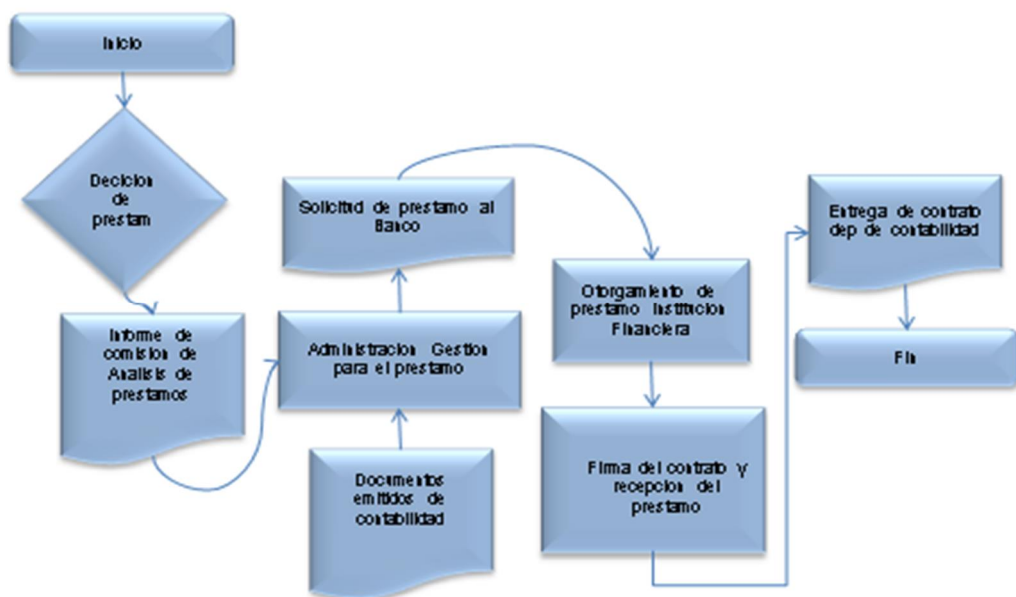 Inicio
Decicion
de
prestam
Informe de
comision de
Analisis de
prestamos
Solicitud de prestamo al
Banco
Administracion Gestion
para el prestamo
Documentos
emitidos de
contabilidad
Otorgamiento de
prestamo Institucion
Financiera
Firma del contrato y
recepcion del
prestamo
Entrega de contrato
dep de contabilidad
Fin